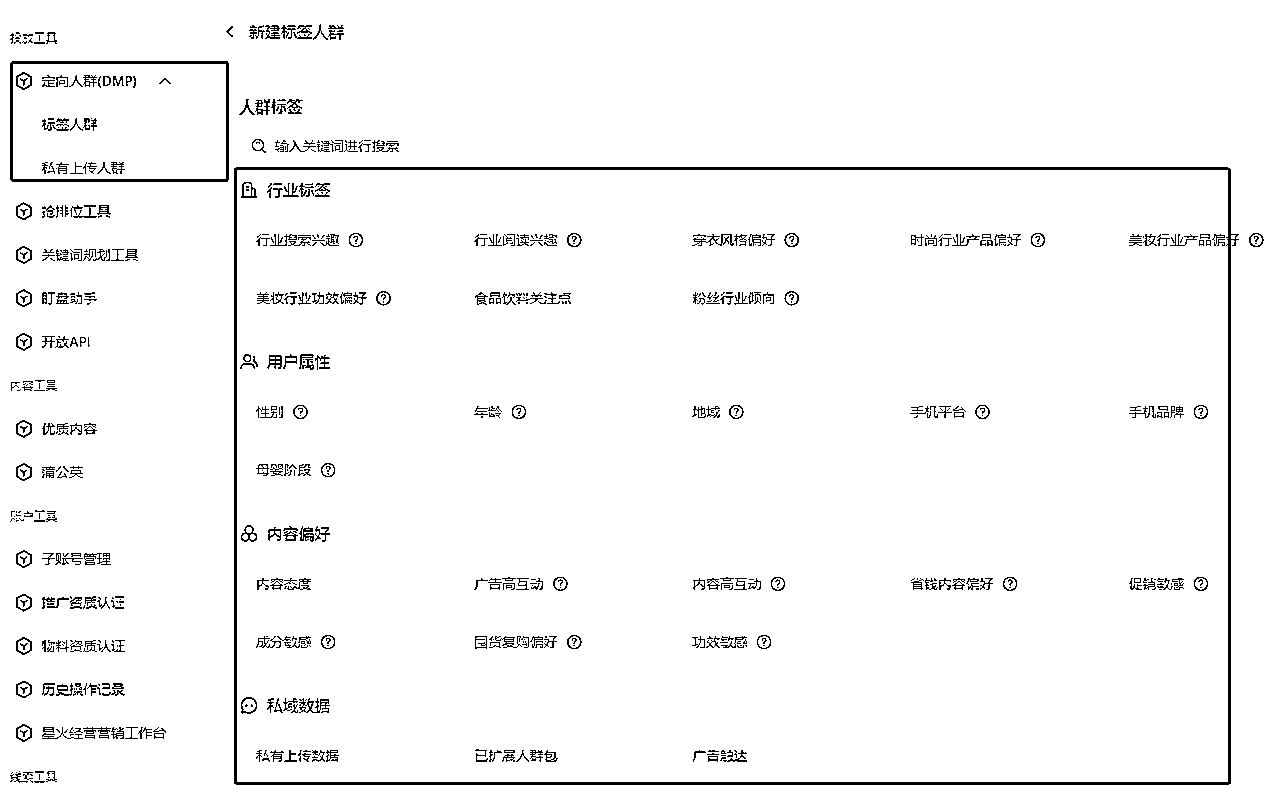 投放工具
定向人群(DMP)
标签人群
私有上传人群
抢排位工具
关键词规划工具
盯盘助手
开放API
内容工具
优质内容
蒲公英
账户工具
子账号管理
推广资质认证
物料资质认证
历史操作记录
星火经营营销工作台
线索工具
新建标签人群
人群标签
输入关键词进行搜索
行业标签
行业搜索兴趣 行业阅读兴趣 穿衣风格偏好 时尚行业产品偏好 美妆行业产品偏好
美妆行业功效偏好 食品饮料关注点 粉丝行业倾向
用户属性
性别 年龄 地域 手机平台 手机品牌
母婴阶段
内容偏好
内容态度 广告高互动 内容高互动 省钱内容偏好 促销敏感
成分敏感 囤货复购偏好 功效敏感
私域数据
私有上传数据 已扩展人群包 广告触达